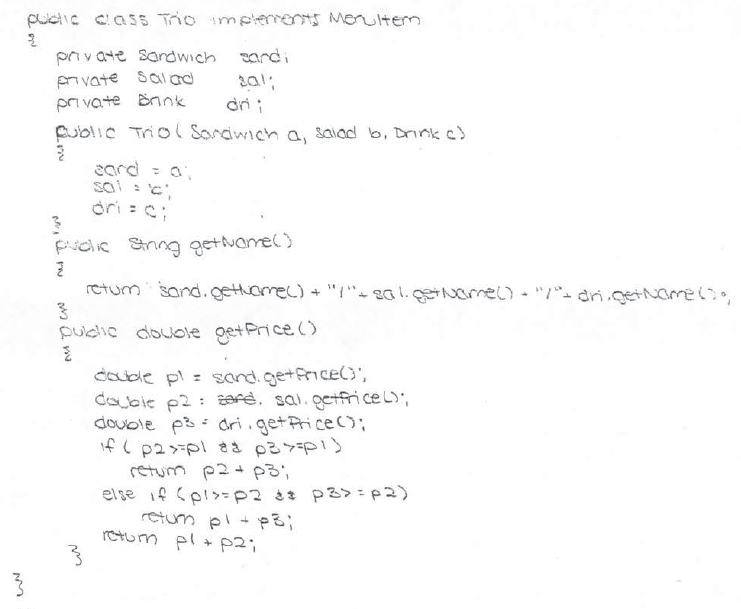 public class Trio implements MenuItem
{
private Sandwich sand;
private Salad sal;
private Drink dri;
public Trio( Sandwich a, Salad b, Drink c)
{
sand = a;
sal = b;
dri = c;
}
public String getName()
{
return sand.getName() + "/" + sal.getName() + "/" + dri.getName();
}
public double getPrice()
{
double p1 = sand.getPrice();
double p2 = sand. sal.getPrice();
double p3 = dri.getPrice();
if ( p2>=p1 && p3>=p1)
return p2 + p3;
else if (p1>=p2 && p3>=p2)
return p1 + p3;
return p1 + p2;
}
}